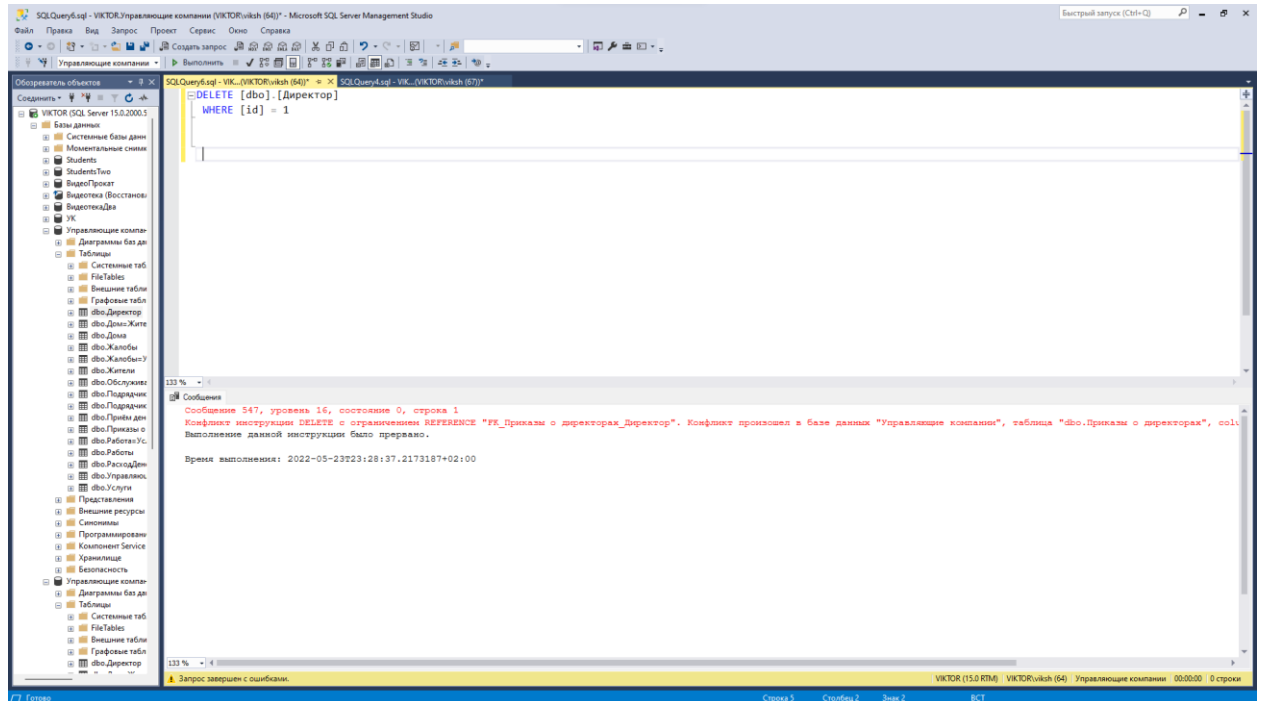 SQLQuery6.sql - VIKTOR.Управляющие компании (VIKTOR\viksh (64))* - Microsoft SQL Server Management Studio
Быстрый запуск (Ctrl+Q)
Файл Правка Вид Запрос Проект Сервис Окно Справка
Создать запрос
Управляющие компании Выполнить
Обозреватель объектов
SQLQuery6.sql - VIK...(VIKTOR\viksh (64))* SQLQuery4.sql - VIK...(VIKTOR\viksh (67))*
Соединить
DELETE [dbo].[Директор]
WHERE [id] = 1
VIKTOR (SQL Server 15.0.2000.5
Базы данных
Системные базы данн
Моментальные сними
Students
StudentsTwo
ВидеоПрокат
Видеотека (Восстанов
ВидеотекаДва
УК
Управляющие компан
Диаграммы баз да
Таблицы
Системные таб
FileTables
Внешние табли
Графовые табл
dbo.Директор
dbo.Дом=Жите
dbo.Дома
dbo.Жалобы
dbo.Жалобы=У
dbo.Жители
dbo.Обслужива
dbo.Подрядчик
dbo.Подрядчик
dbo.Приём ден
dbo.Приказы о
dbo.Работа=Ус
dbo.Работы
dbo.РасходДен
dbo.Управляющ
dbo.Услуги
Представления
Внешние ресурсы
Синонимы
Программировани
Компонент Service
Хранилище
Безопасность
Управляющие компан
Диаграммы баз да
Таблицы
Системные таб
FileTables
Внешние табли
Графовые табл
dbo.Директор
133 %
Сообщения
Сообщение 547, уровень 16, состояние 0, строка 1
Конфликт инструкции DELETE с ограничением REFERENCE "FK_Приказы о директорах_Директор". Конфликт произошел в базе данных "Управляющие компании", таблица "dbo.Приказы о директорах", colu
Выполнение данной инструкции было прервано.
Время выполнения: 2022-05-23T23:28:37.2173187+02:00
133 %
Запрос завершен с ошибками.
VIKTOR (15.0 RTM) VIKTOR\viksh (64) Управляющие компании 00:00:00 0 строки
Готово
Строка 5 Столбец 2 Знак 2 ВСТ